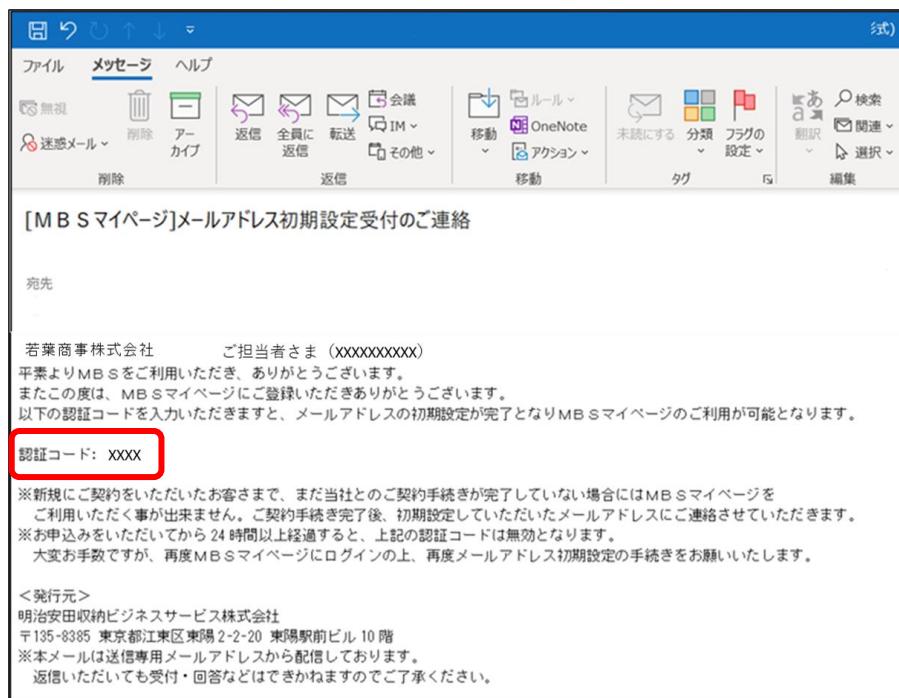 式)
ファイル メッセージ ヘルプ
無視
迷惑メール
削除
アー
カイブ
返信
全員に
返信
転送
会議
IM
その他
移動
ルール
OneNote
アクション
未読にする
分類
フラグの
設定
翻訳
検索
関連
選択
削除 返信 移動 タグ 編集
[ＭＢＳマイページ]メールアドレス初期設定受付のご連絡
宛先
若葉商事株式会社 ご担当者さま（XXXXXXXXXX）
平素よりＭＢＳをご利用いただき、ありがとうございます。
またこの度は、ＭＢＳマイページにご登録いただきありがとうございます。
以下の認証コードを入力いただきますと、メールアドレスの初期設定が完了となりＭＢＳマイページのご利用が可能となります。
認証コード: XXXX
※新規にご契約をいただいたお客さまで、まだ当社とのご契約手続きが完了していない場合にはＭＢＳマイページを
ご利用いただく事が出来ません。ご契約手続き完了後、初期設定していただいたメールアドレスにご連絡させていただきます。
※お申込みをいただいてから 24 時間以上経過すると、上記の認証コードは無効となります。
大変お手数ですが、再度ＭＢＳマイページにログインの上、再度メールアドレス初期設定の手続きをお願いいたします。
＜発行元＞
明治安田収納ビジネスサービス株式会社
〒135-8385 東京都江東区東陽 2-2-20 東陽駅前ビル 10 階
※本メールは送信専用メールアドレスから配信しております。
返信いただいても受付・回答などはできかねますのでご了承ください。